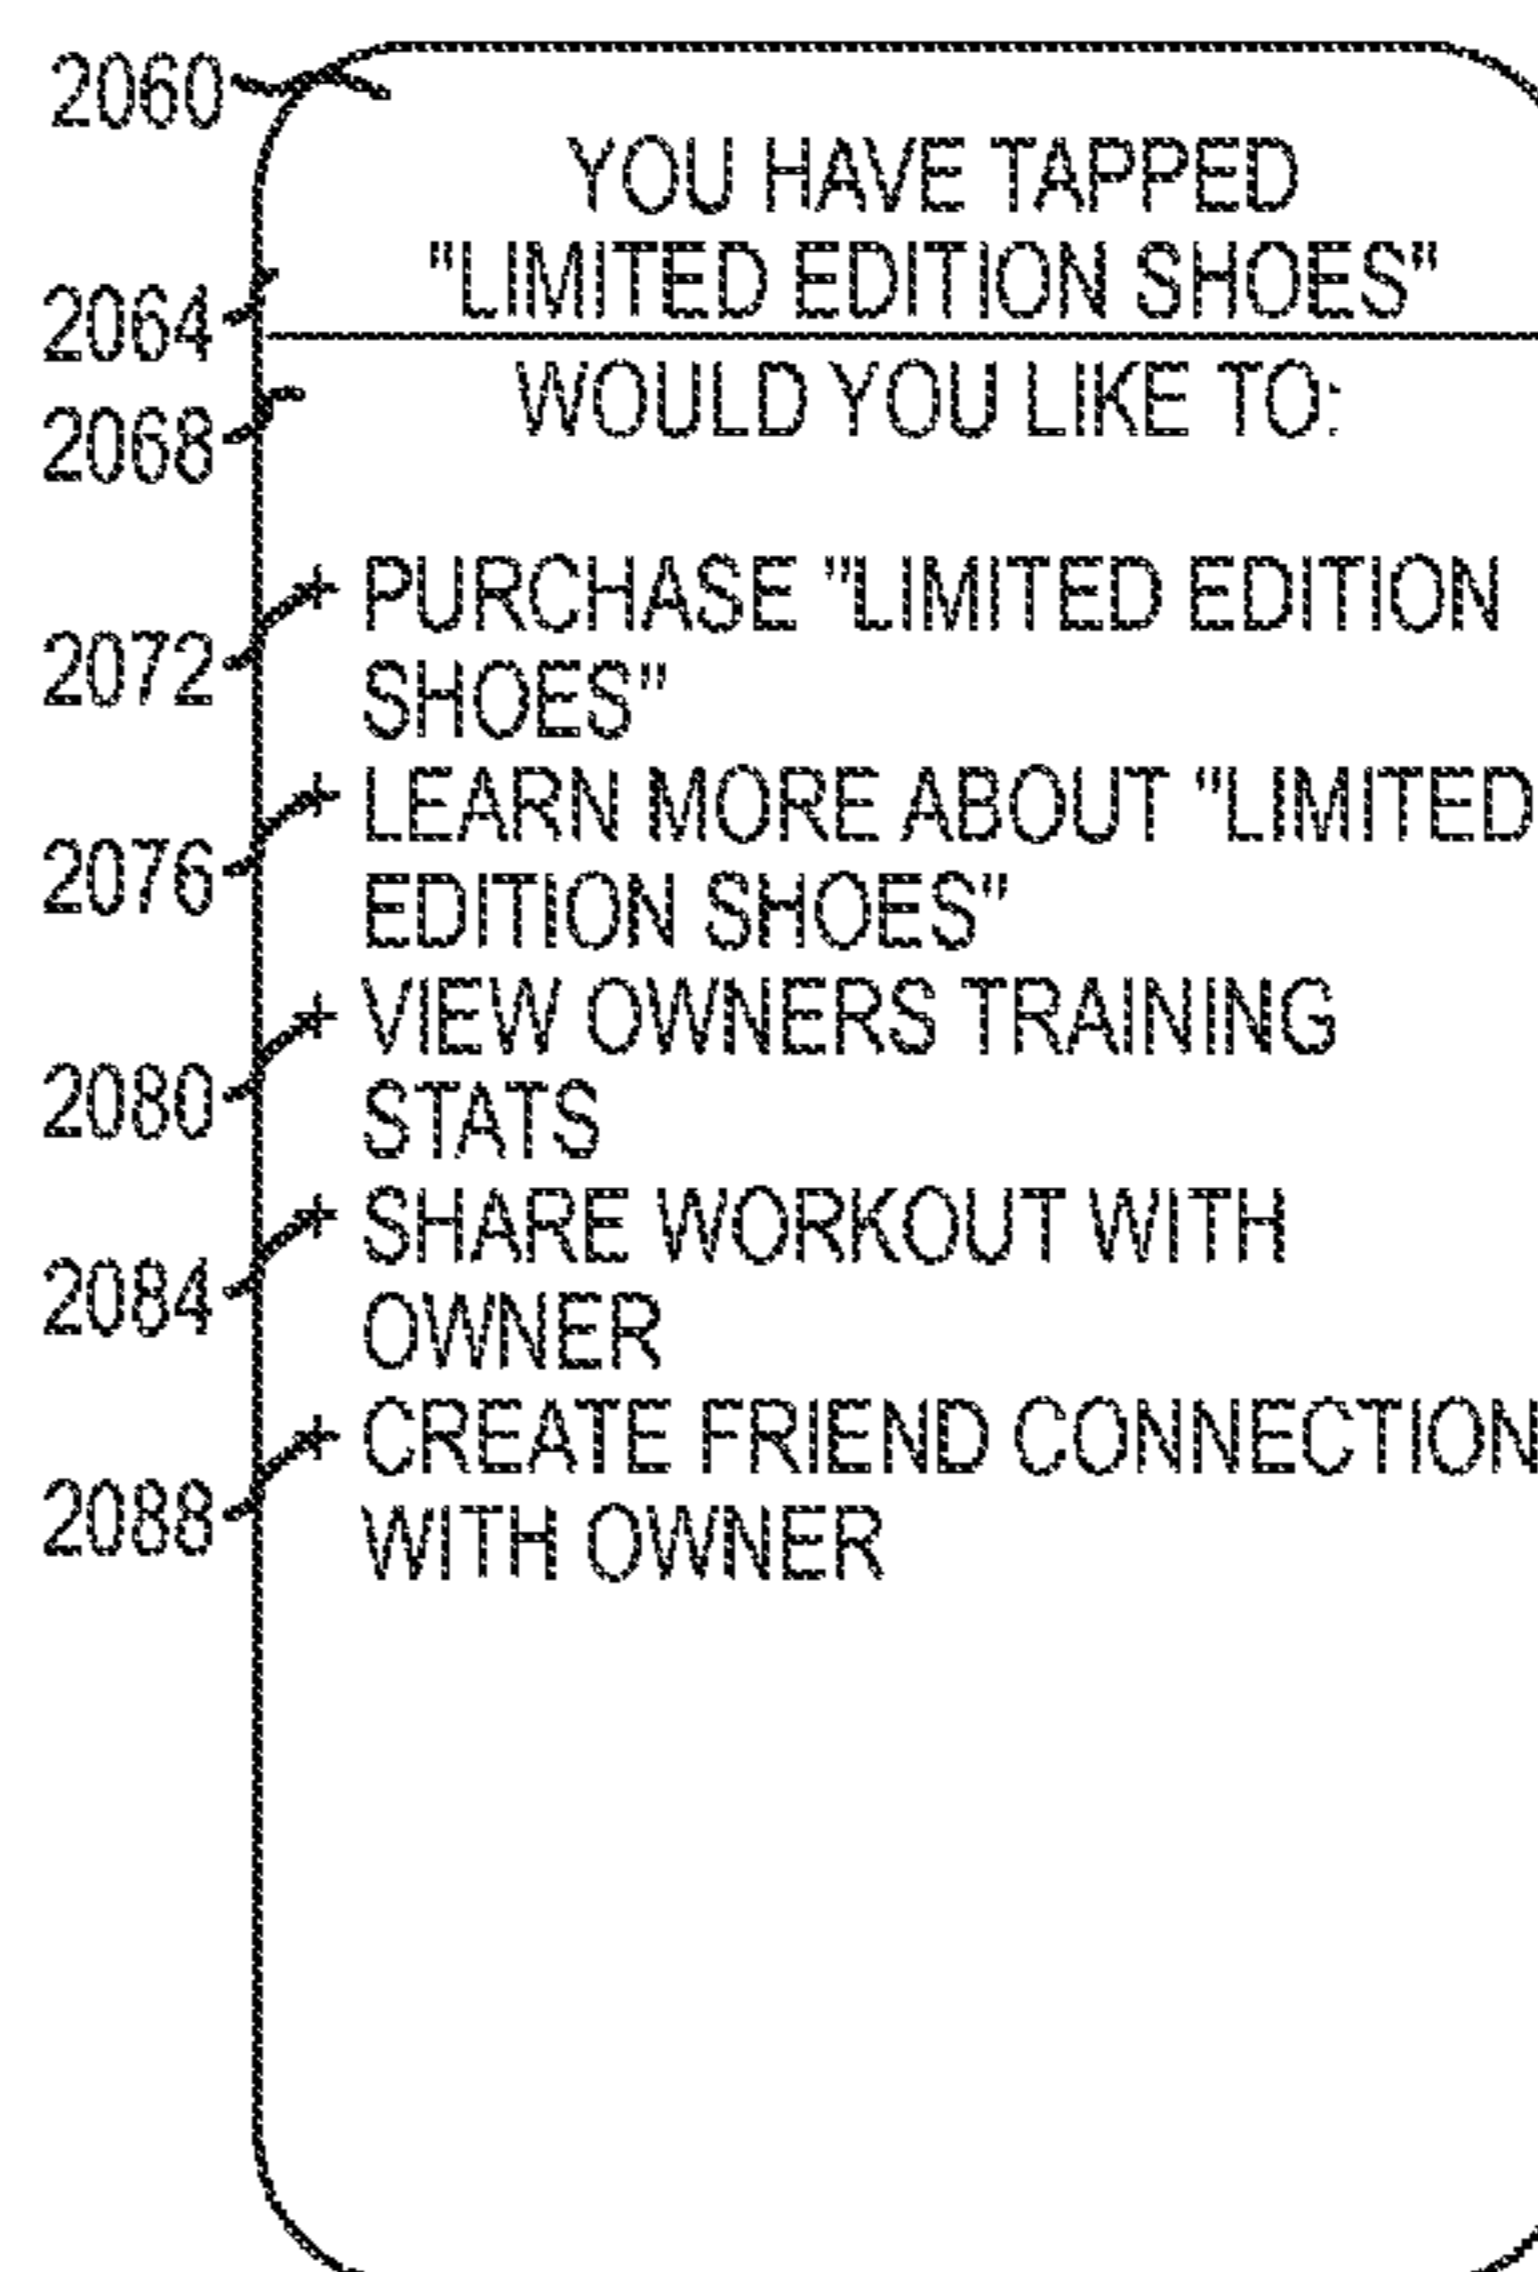 2060
YOU HAVE TAPPED
"LIMITED EDITION SHOES"
2064
WOULD YOU LIKE TO:
2068
PURCHASE "LIMITED EDITION
2072
SHOES"
LEARN MORE ABOUT "LIMITED
2076
EDITION SHOES"
VIEW OWNERS TRAINING
2080
STATS
SHARE WORKOUT WITH
2084
OWNER
CREATE FRIEND CONNECTION
2088
WITH OWNER